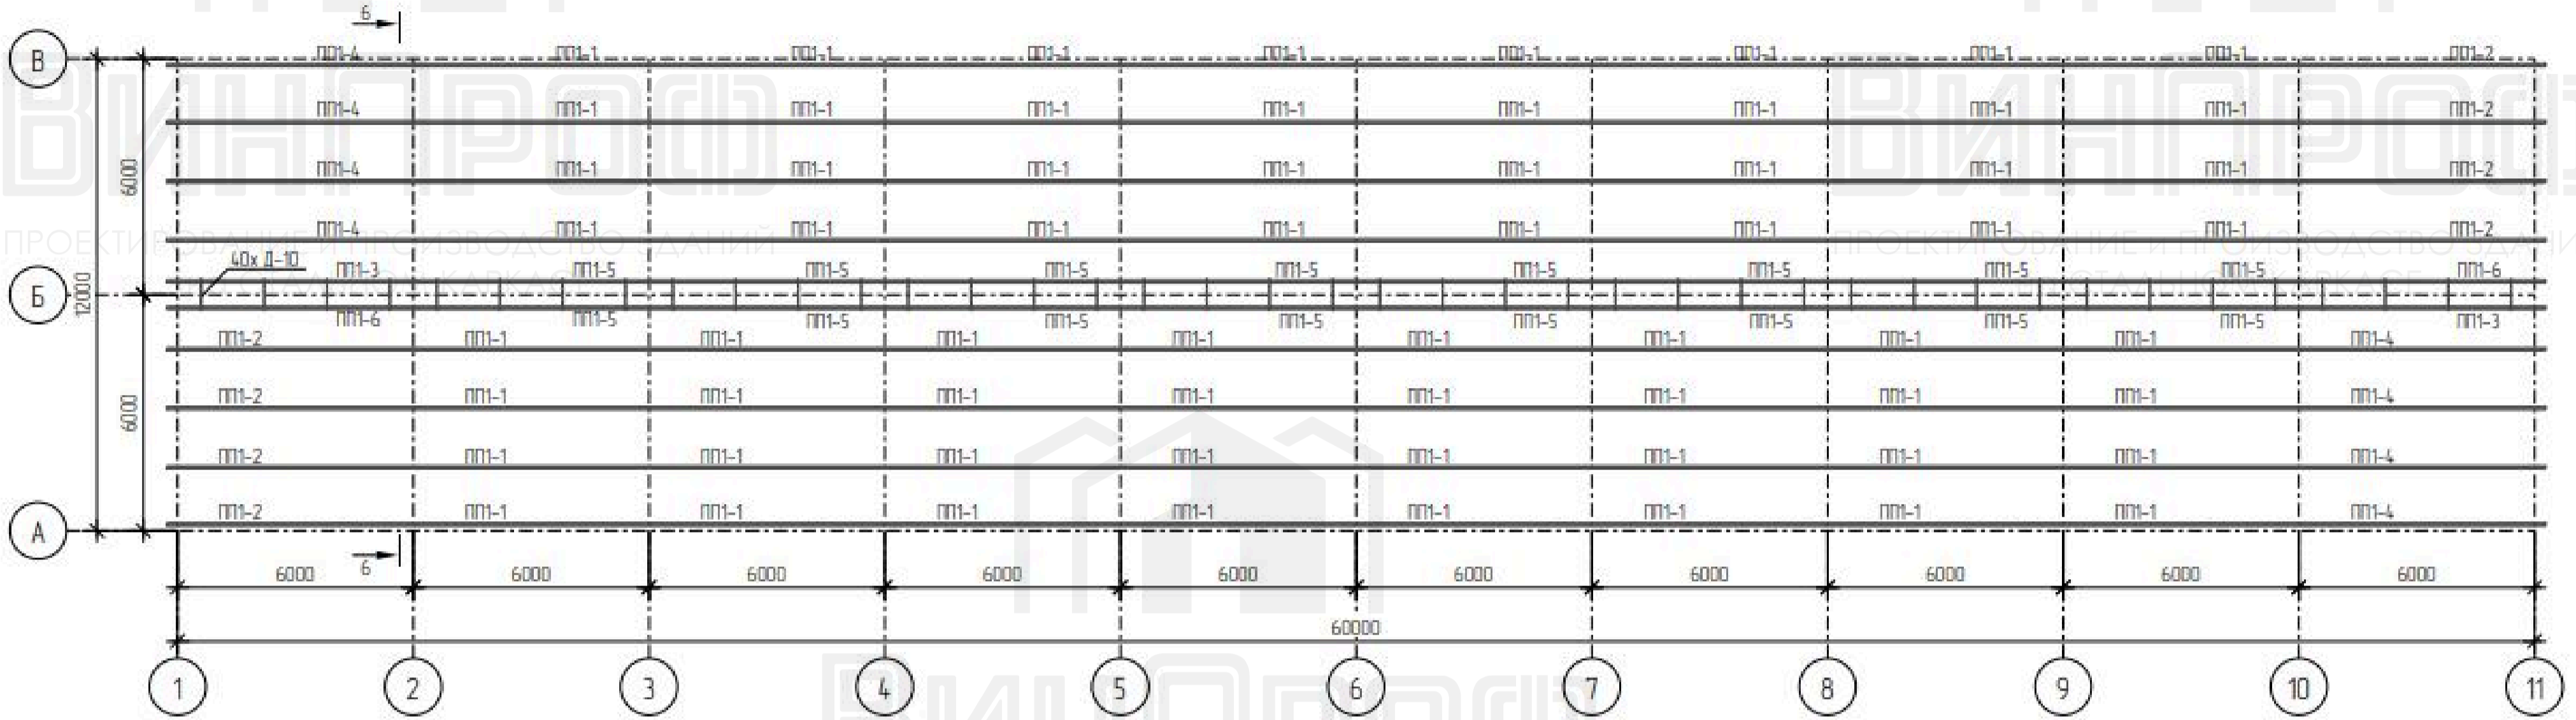 6
В ПП1-4 ПП1-1 ПП1-1 ПП1-1 ПП1-1 ПП1-1 ПП1-1 ПП1-1 ПП1-1 ПП1-2
ПП1-4 ПП1-1 ПП1-1 ПП1-1 ПП1-1 ПП1-1 ПП1-1 ПП1-1 ПП1-1 ПП1-2
ВИНПРОФ ВИНПРОФ
6000 ПП1-4 ПП1-1 ПП1-1 ПП1-1 ПП1-1 ПП1-1 ПП1-1 ПП1-1 ПП1-1 ПП1-2
ПП1-4 ПП1-1 ПП1-1 ПП1-1 ПП1-1 ПП1-1 ПП1-1 ПП1-1 ПП1-1 ПП1-2
ПРОЕКТИРОВАНИЕ И ПРОИЗВОДСТВО ЗДАНИЙ ПРОЕКТИРОВАНИЕ И ПРОИЗВОДСТВО
40x Д-10 ПП1-3 ПП1-5 ПП1-5 ПП1-5 ПП1-5 ПП1-5 ПП1-5 ПП1-5 ПП1-5 ПП1-6
Б 12000
ПП1-6 ПП1-5 ПП1-5 ПП1-5 ПП1-5 ПП1-5 ПП1-5 ПП1-5 ПП1-5 ПП1-3
ПП1-2 ПП1-1 ПП1-1 ПП1-1 ПП1-1 ПП1-1 ПП1-1 ПП1-1 ПП1-1 ПП1-4
6000 ПП1-2 ПП1-1 ПП1-1 ПП1-1 ПП1-1 ПП1-1 ПП1-1 ПП1-1 ПП1-1 ПП1-4
ПП1-2 ПП1-1 ПП1-1 ПП1-1 ПП1-1 ПП1-1 ПП1-1 ПП1-1 ПП1-1 ПП1-4
А ПП1-2 ПП1-1 ПП1-1 ПП1-1 ПП1-1 ПП1-1 ПП1-1 ПП1-1 ПП1-1 ПП1-4
6
6000 6000 6000 6000 6000 6000 6000 6000 6000 6000
60000
1 2 3 4 5 6 7 8 9 10 11
ВИНПРОФ